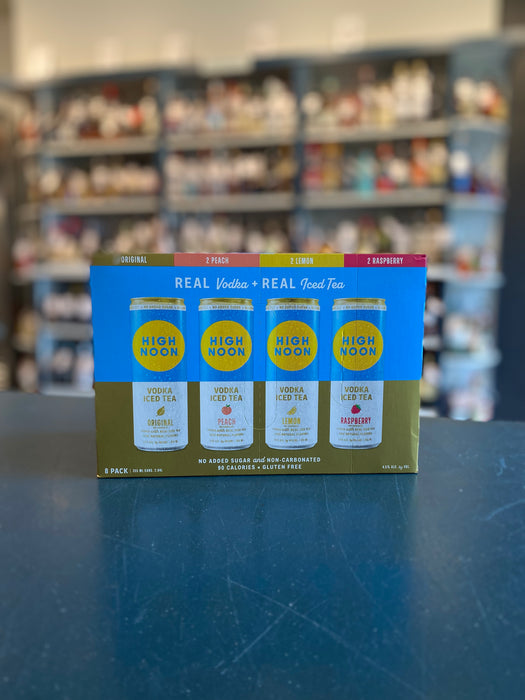 ORIGINAL 2 PEACH 2 LEMON 2 RASPBERRY
REAL Vodka + REAL Iced Tea
HIGH
NOON
VODKA
ICED TEA
ORIGINAL
HIGH
NOON
VODKA
ICED TEA
PEACH
HIGH
NOON
VODKA
ICED TEA
LEMON
HIGH
NOON
VODKA
ICED TEA
RASPBERRY
NO ADDED SUGAR and NON-CARBONATED
90 CALORIES • GLUTEN FREE
8 PACK